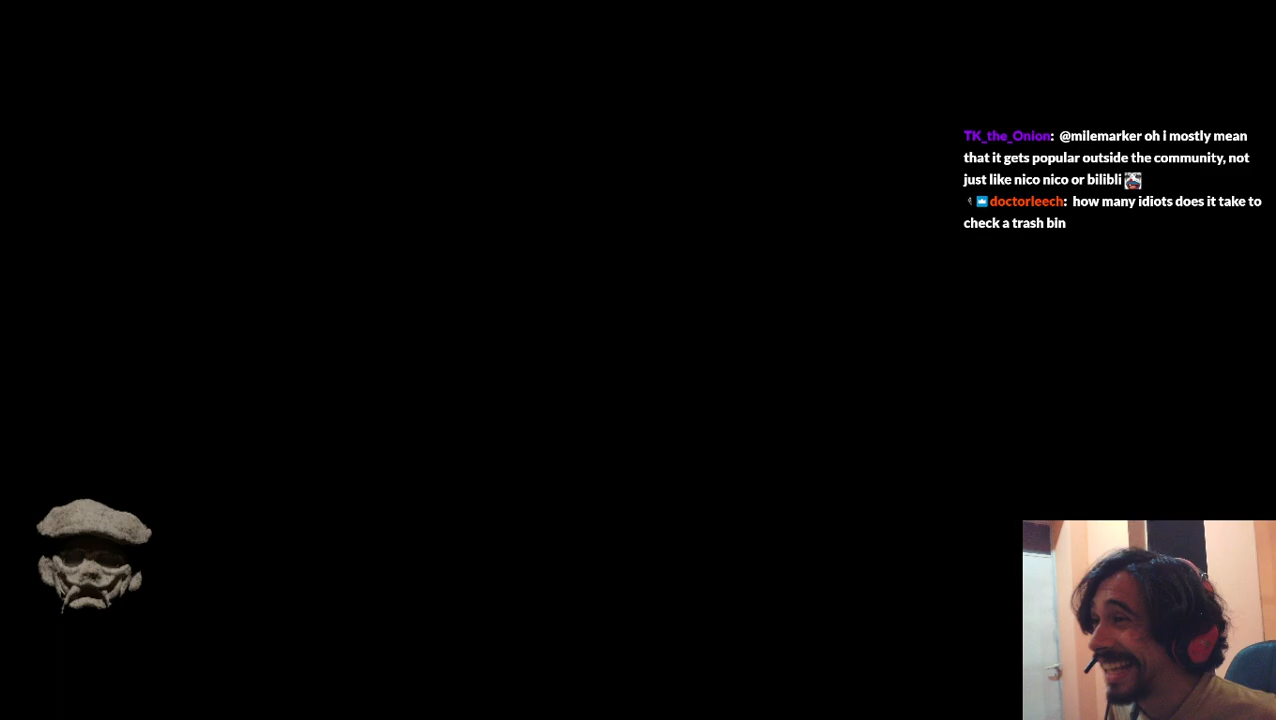 TK_the_Onion: @milemarker oh i mostly mean
that it gets popular outside the community, not
just like nico nico or bilibli
doctorleech: how many idiots does it take to
check a trash bin